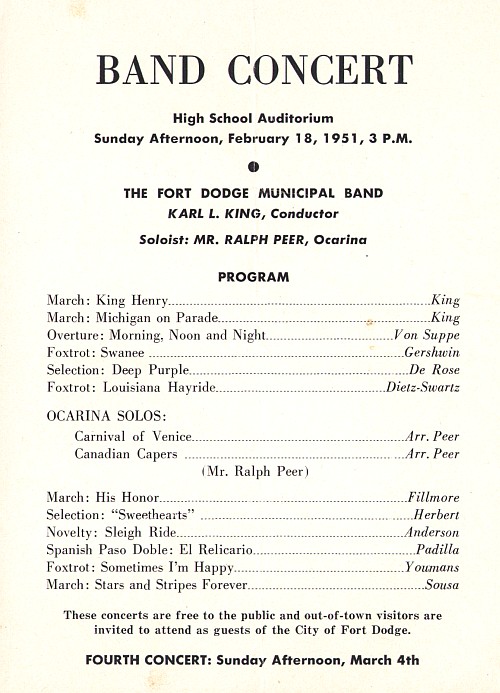 BAND CONCERT
High School Auditorium
Sunday Afternoon, February 18, 1951, 3 P.M.
THE FORT DODGE MUNICIPAL BAND
KARL L. KING, Conductor
Soloist: MR. RALPH PEER, Ocarina
PROGRAM
March: King Henry King
March: Michigan on Parade King
Overture: Morning, Noon and Night Von Suppe
Foxtrot: Swanee Gershwin
Selection: Deep Purple De Rose
Foxtrot: Louisiana Hayride Dietz-Swartz
OCARINA SOLOS:
Carnival of Venice Arr. Peer
Canadian Capers Arr. Peer
(Mr. Ralph Peer)
March: His Honor Fillmore
Selection: "Sweethearts" Herbert
Novelty: Sleigh Ride Anderson
Spanish Paso Doble: El Relicario Padilla
Foxtrot: Sometimes I'm Happy Youmans
March: Stars and Stripes Forever Sousa
These concerts are free to the public and out-of-town visitors are
invited to attend as guests of the City of Fort Dodge.
FOURTH CONCERT: Sunday Afternoon, March 4th